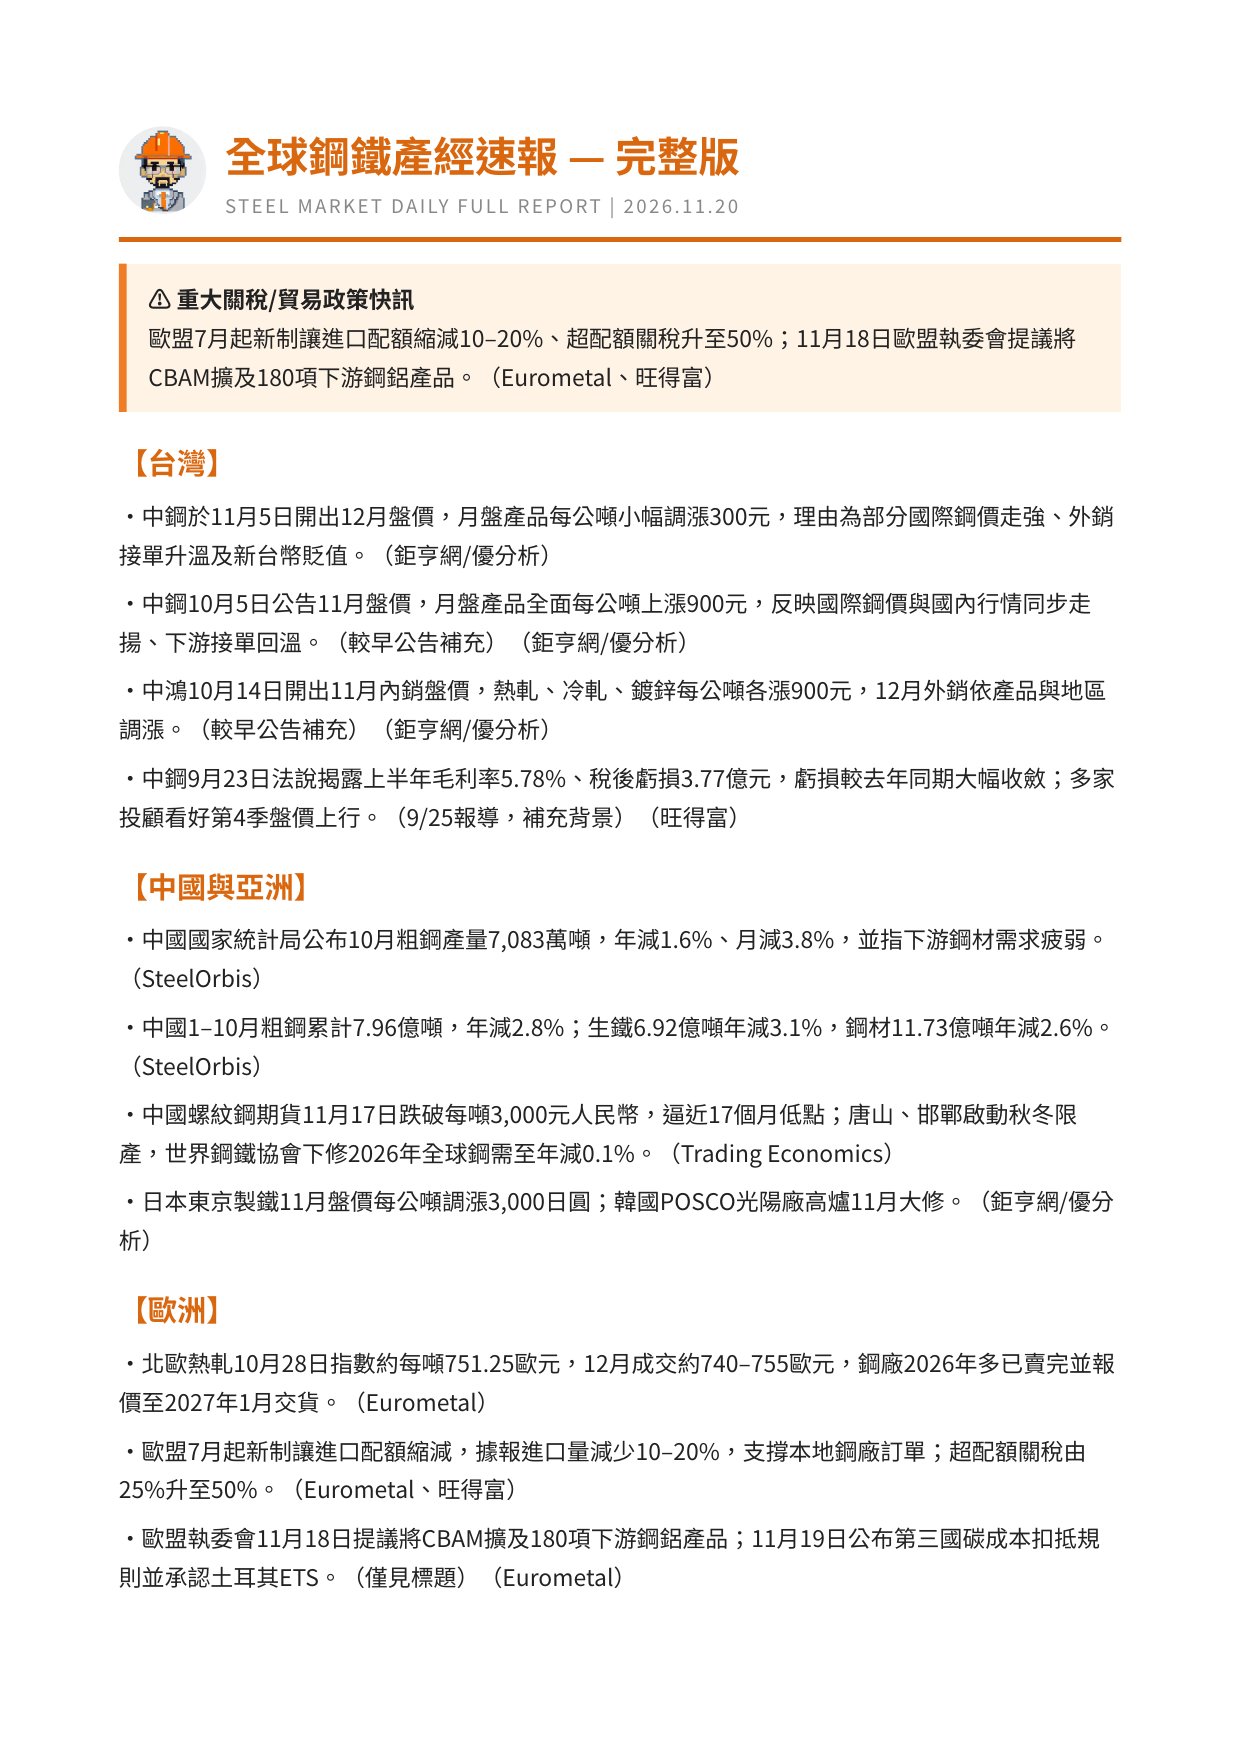 全球鋼鐵產經速報 — 完整版
STEEL MARKET DAILY FULL REPORT | 2026.11.20
⚠ 重大關稅/貿易政策快訊
歐盟7月起新制讓進口配額縮減10–20%、超配額關稅升至50%；11月18日歐盟執委會提議將
CBAM擴及180項下游鋼鋁產品。（Eurometal、旺得富）
【台灣】
・中鋼於11月5日開出12月盤價，月盤產品每公噸小幅調漲300元，理由為部分國際鋼價走強、外銷
接單升溫及新台幣貶值。（鉅亨網/優分析）
・中鋼10月5日公告11月盤價，月盤產品全面每公噸上漲900元，反映國際鋼價與國內行情同步走
揚、下游接單回溫。（較早公告補充）（鉅亨網/優分析）
・中鴻10月14日開出11月內銷盤價，熱軋、冷軋、鍍鋅每公噸各漲900元，12月外銷依產品與地區
調漲。（較早公告補充）（鉅亨網/優分析）
・中鋼9月23日法說揭露上半年毛利率5.78%、稅後虧損3.77億元，虧損較去年同期大幅收斂；多家
投顧看好第4季盤價上行。（9/25報導，補充背景）（旺得富）
【中國與亞洲】
・中國國家統計局公布10月粗鋼產量7,083萬噸，年減1.6%、月減3.8%，並指下游鋼材需求疲弱。
（SteelOrbis）
・中國1–10月粗鋼累計7.96億噸，年減2.8%；生鐵6.92億噸年減3.1%，鋼材11.73億噸年減2.6%。
（SteelOrbis）
・中國螺紋鋼期貨11月17日跌破每噸3,000元人民幣，逼近17個月低點；唐山、邯鄲啟動秋冬限
產，世界鋼鐵協會下修2026年全球鋼需至年減0.1%。（Trading Economics）
・日本東京製鐵11月盤價每公噸調漲3,000日圓；韓國POSCO光陽廠高爐11月大修。（鉅亨網/優分
析）
【歐洲】
・北歐熱軋10月28日指數約每噸751.25歐元，12月成交約740–755歐元，鋼廠2026年多已賣完並報
價至2027年1月交貨。（Eurometal）
・歐盟7月起新制讓進口配額縮減，據報進口量減少10–20%，支撐本地鋼廠訂單；超配額關稅由
25%升至50%。（Eurometal、旺得富）
・歐盟執委會11月18日提議將CBAM擴及180項下游鋼鋁產品；11月19日公布第三國碳成本扣抵規
則並承認土耳其ETS。（僅見標題）（Eurometal）